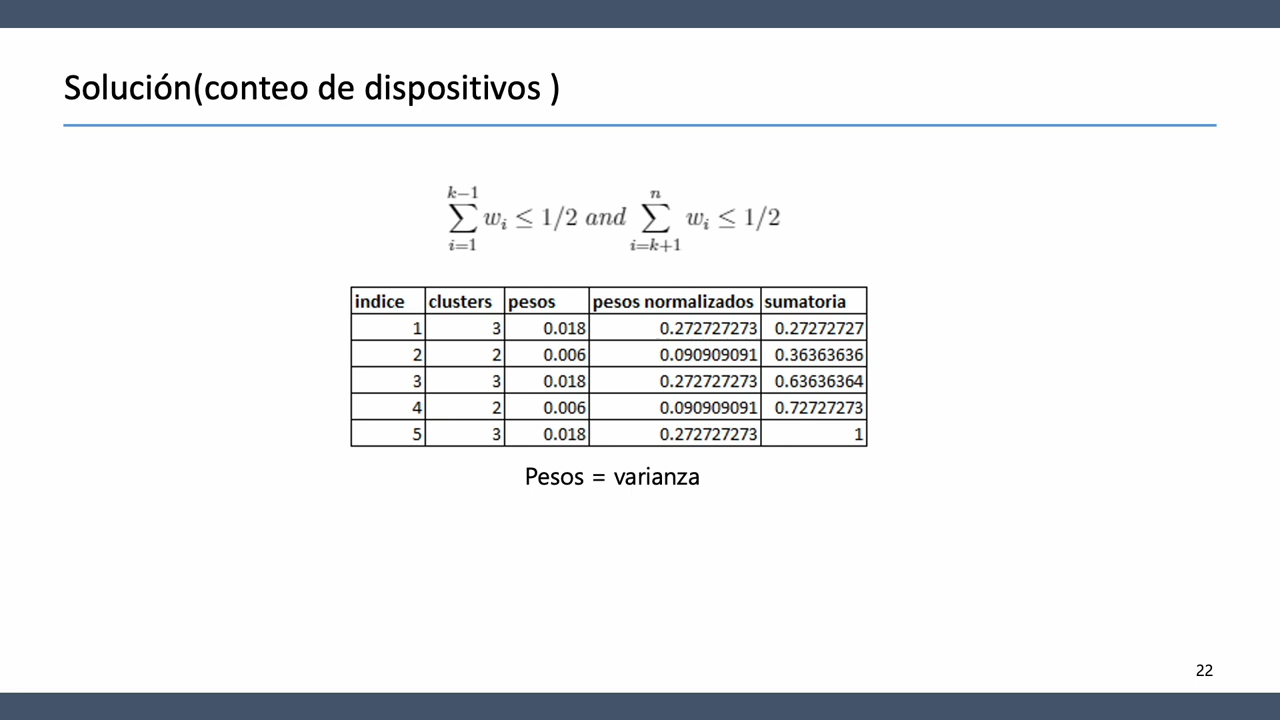 Solución(conteo de dispositivos )
k−1
∑ wᵢ ≤ 1/2 and ∑ wᵢ ≤ 1/2
i=1
n
i=k+1
indice clusters pesos pesos normalizados sumatoria
1 3 0.018 0.272727273 0.27272727
2 2 0.006 0.090909091 0.36363636
3 3 0.018 0.272727273 0.63636364
4 2 0.006 0.090909091 0.72727273
5 3 0.018 0.272727273 1
Pesos = varianza
22